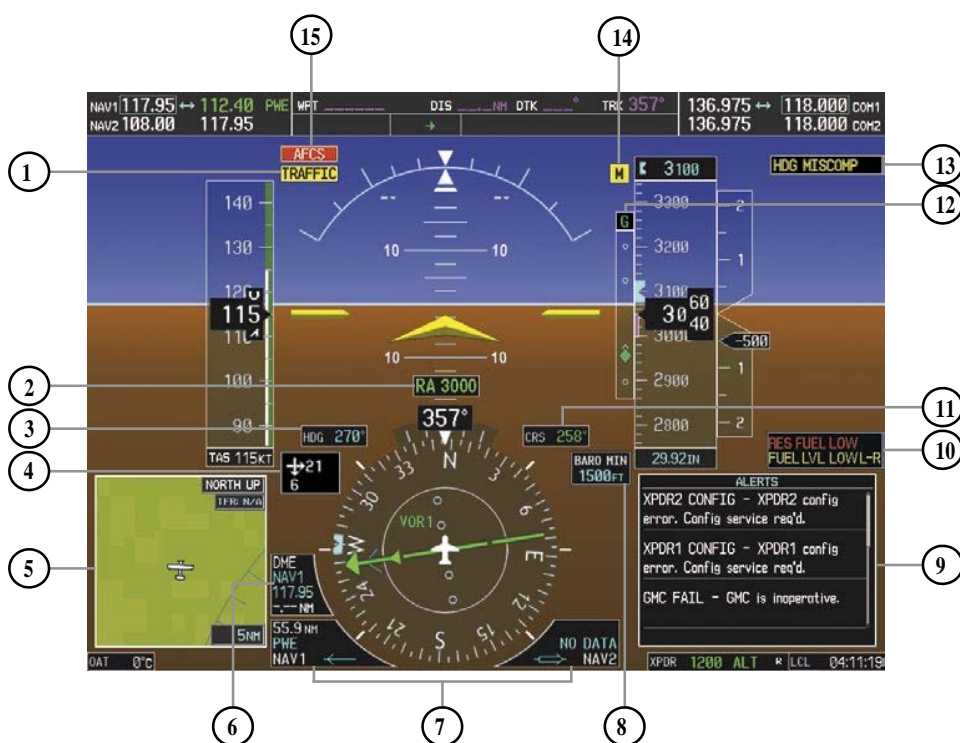 15
14
NAV1 117.95 ↔ 112.40 PWE
WPT ______ DIS __._NM DTK ___° TRK 357°
136.975 ↔ 118.000 COM1
NAV2 108.00 117.95
136.975 118.000 COM2
AFCS
1
TRAFFIC
M
3100
HDG MISCOMP
13
12
140
130
120
115
110
100
90
TAS 115KT
10 10
10 10
G
3300
3200
3100
3000
2900
2800
30
60
40
29.92IN
2
1
-500
1
2
2
RA 3000
357°
3
HDG 270°
CRS 258°
11
4
21
6
BARO MIN
1500FT
RES FUEL LOW
FUEL LVL LOW L-R
10
NORTH UP
TFR: N/A
5NM
5
N
33
30
W
24
21
S
15
12
E
6
3
VOR1
ALERTS
XPDR2 CONFIG - XPDR2 config
error. Config service req'd.
XPDR1 CONFIG - XPDR1 config
error. Config service req'd.
GMC FAIL - GMC is inoperative.
9
DME
NAV1
117.95
-.-- NM
55.9 NM
PWE
NAV1
NO DATA
NAV2
OAT 0°C
XPDR 1200 ALT R LCL 04:11:19
6
7
8